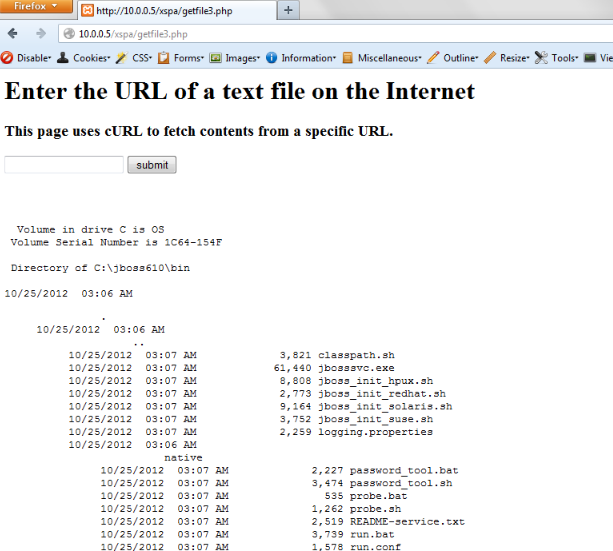 Firefox
http://10.0.0.5/xspa/getfile3.php
10.0.0.5/xspa/getfile3.php
Disable Cookies CSS Forms Images Information Miscellaneous Outline Resize Tools Vie
Enter the URL of a text file on the Internet
This page uses cURL to fetch contents from a specific URL.
submit
Volume in drive C is OS
Volume Serial Number is 1C64-154F
Directory of C:\jboss610\bin
10/25/2012 03:06 AM
.
10/25/2012 03:06 AM
..
10/25/2012 03:07 AM 3,821 classpath.sh
10/25/2012 03:07 AM 61,440 jbosssvc.exe
10/25/2012 03:07 AM 8,808 jboss_init_hpux.sh
10/25/2012 03:07 AM 2,773 jboss_init_redhat.sh
10/25/2012 03:07 AM 9,164 jboss_init_solaris.sh
10/25/2012 03:07 AM 3,752 jboss_init_suse.sh
10/25/2012 03:07 AM 2,259 logging.properties
10/25/2012 03:06 AM
native
10/25/2012 03:07 AM 2,227 password_tool.bat
10/25/2012 03:07 AM 3,474 password_tool.sh
10/25/2012 03:07 AM 535 probe.bat
10/25/2012 03:07 AM 1,262 probe.sh
10/25/2012 03:07 AM 2,519 README-service.txt
10/25/2012 03:07 AM 3,739 run.bat
10/25/2012 03:07 AM 1,578 run.conf